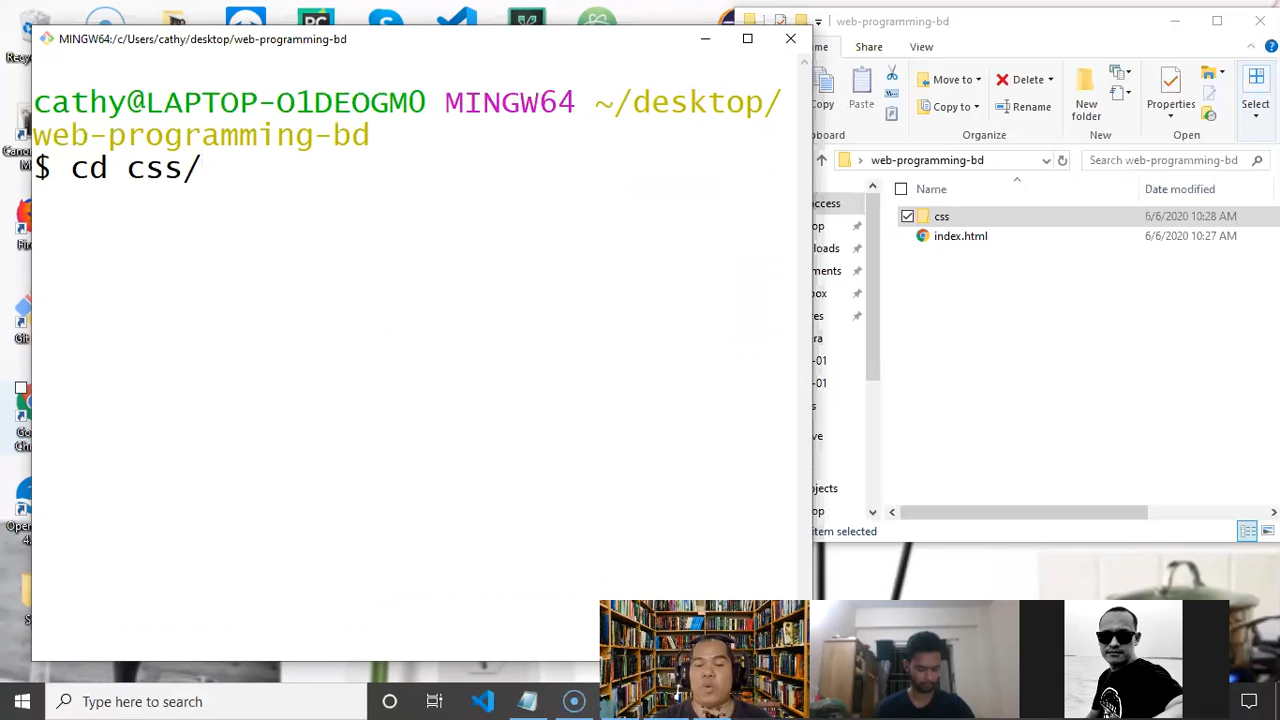 MINGW64:/c/Users/cathy/desktop/web-programming-bd
cathy@LAPTOP-O1DEOGM0 MINGW64 ~/desktop/
web-programming-bd
$ cd css/
web-programming-bd
Share
View
Paste
Move to
Copy to
Delete
Rename
New
folder
Properties
Select
Organize
New
Open
web-programming-bd
Search web-programming-bd
Name
Date modified
css
6/6/2020 10:28 AM
index.html
6/6/2020 10:27 AM
Type here to search